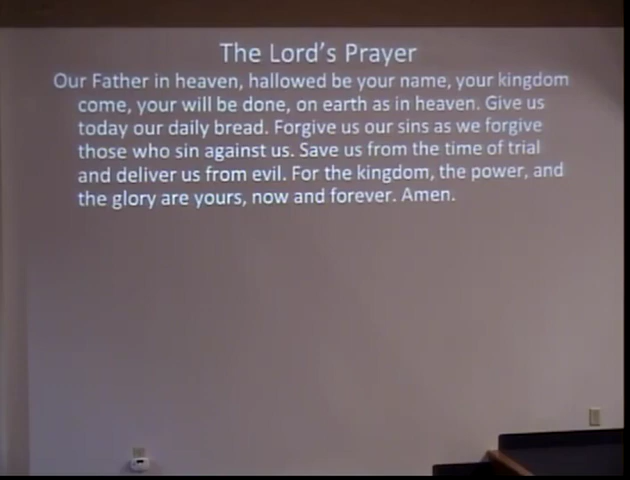 The Lord's Prayer
Our Father in heaven, hallowed be your name, your kingdom
come, your will be done, on earth as in heaven. Give us
today our daily bread. Forgive us our sins as we forgive
those who sin against us. Save us from the time of trial
and deliver us from evil. For the kingdom, the power, and
the glory are yours, now and forever. Amen.